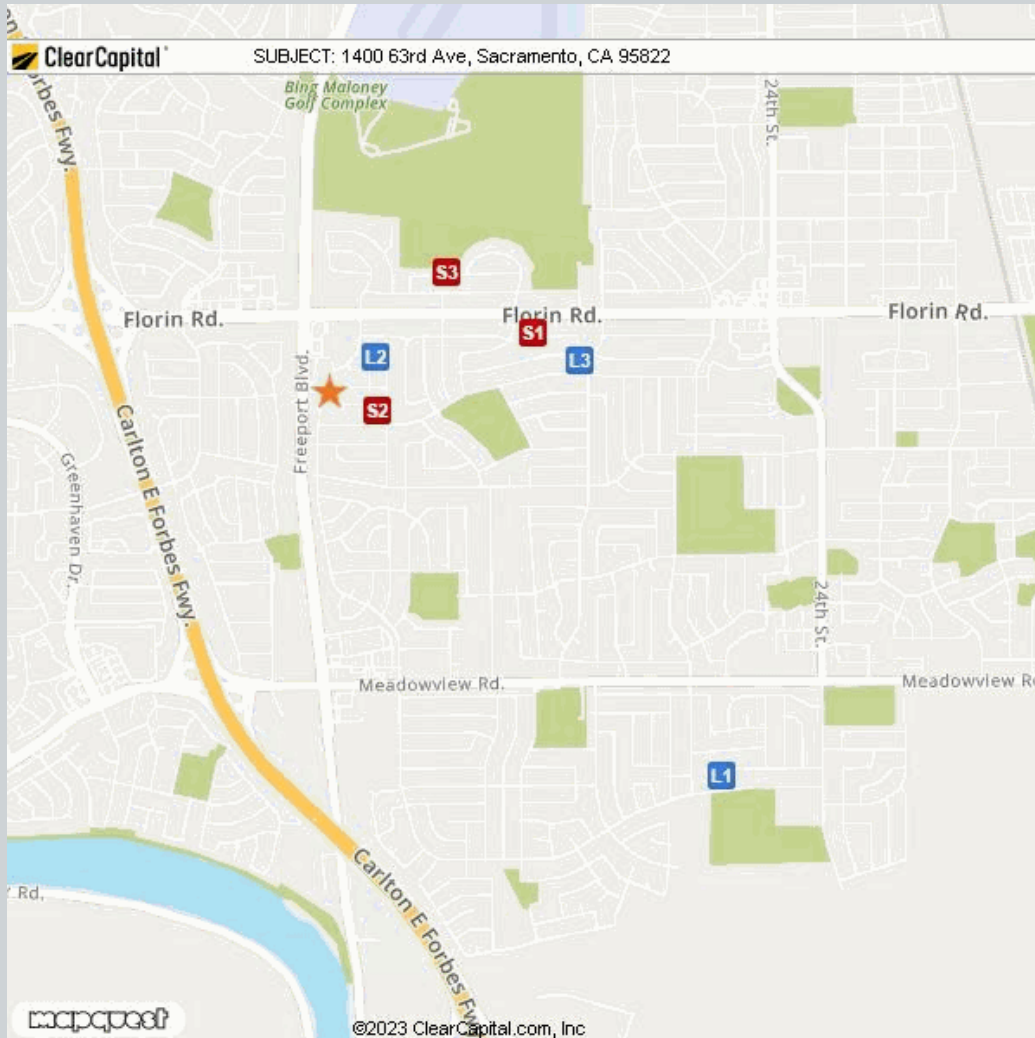 ClearCapital
SUBJECT: 1400 63rd Ave, Sacramento, CA 95822
Forbes Fwy.
Bing Maloney
Golf Complex
24th St.
S3
Florin Rd.
Florin Rd.
Florin Rd.
S1
L2
L3
Freeport Blvd.
S2
Carlton E Forbes Fwy.
Greenhaven Dr.
24th St.
Meadowview Rd.
Meadowview Rd
L1
Rd.
Carlton E Forbes Fwy.
mapquest
©2023 ClearCapital.com, Inc